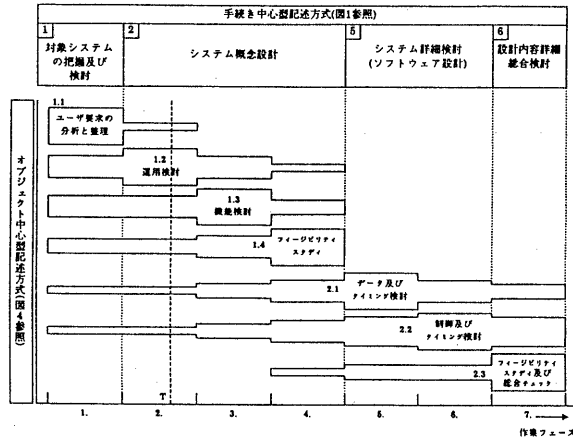 手続き中心型記述方式(図1参照)
1
対象システム
の把握及び
検討
2
システム概念設計
5
システム詳細検討
(ソフトウェア設計)
6
設計内容詳細
総合検討
オブジェクト中心型記述方式(図4参照)
1.1
ユーザ要求の
分析と整理
1.2
運用検討
1.3
機能検討
1.4
フィージビリティ
スタディ
2.1
データ及び
タイミング検討
2.2
制御及び
タイミング検討
2.3
フィージビリティ
スタディ及び
総合チェック
T
1. 2. 3. 4. 5. 6. 7.
作業フェーズ